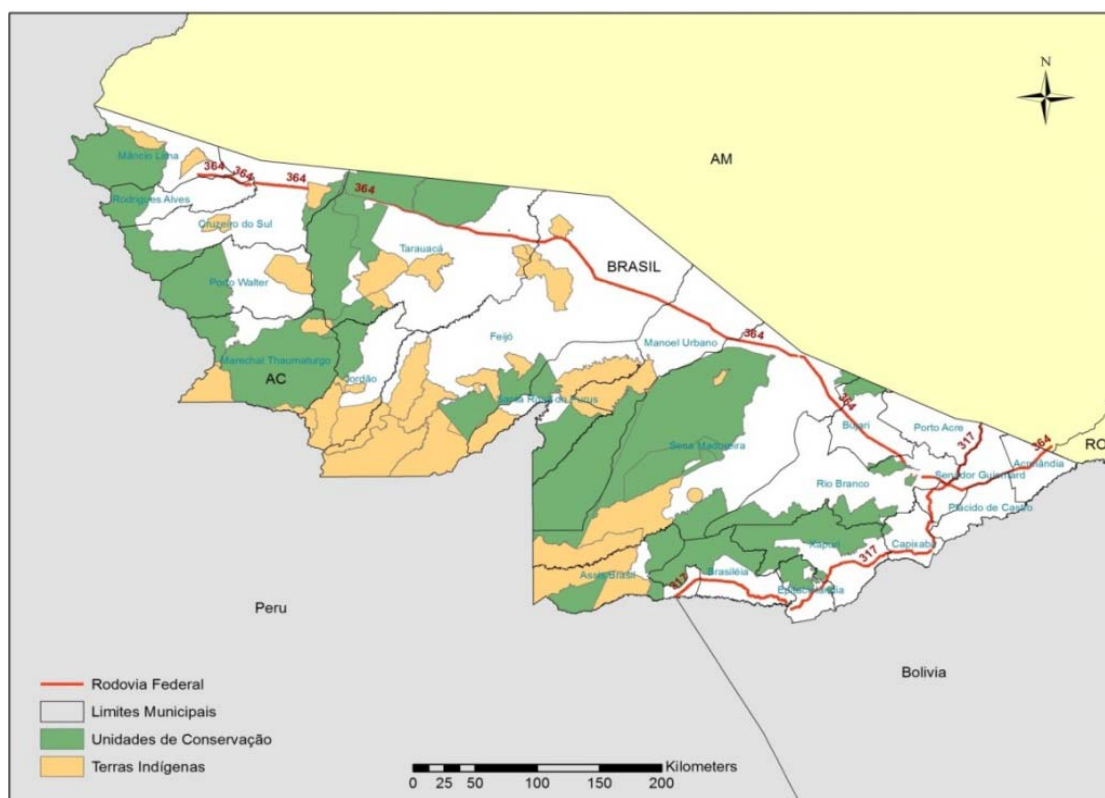 N
AM
Mâncio Lima
364
364
364
364
Rodrigues Alves
Cruzeiro do Sul
Tarauacá
BRASIL
Porto Walter
Feijó
364
Manoel Urbano
Marechal Thaumaturgo
AC
Jordão
Santa Rosa do Purus
364
Bujari
Porto Acre
317
364
RO
Sena Madureira
Acrelândia
Senador Guiomard
Rio Branco
Plácido de Castro
Xapuri
Capixaba
317
Assis Brasil
317
Brasiléia
Epitaciolândia
Peru
Bolivia
Rodovia Federal
Limites Municipais
Unidades de Conservação
Terras Indígenas
Kilometers
0 25 50 100 150 200